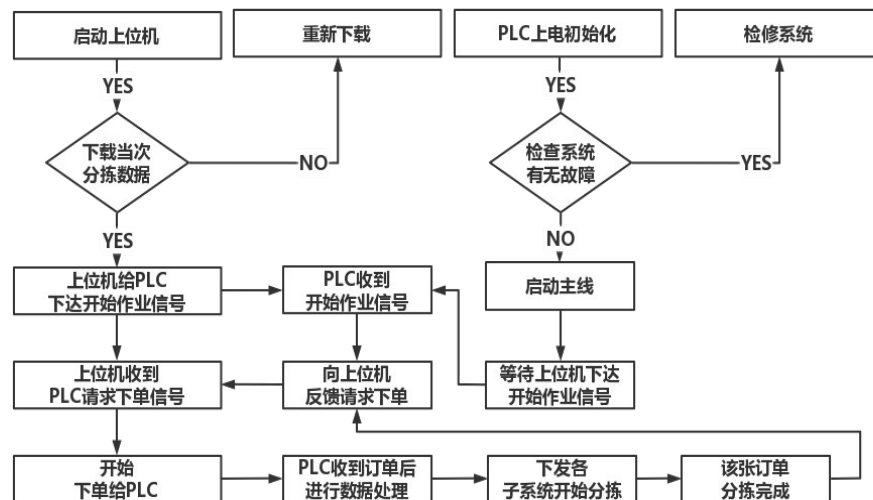 启动上位机
重新下载
PLC上电初始化
检修系统
YES
YES
下载当次
分拣数据
NO
检查系统
有无故障
YES
YES
NO
上位机给PLC
下达开始作业信号
PLC收到
开始作业信号
启动主线
上位机收到
PLC请求下单信号
向上位机
反馈请求下单
等待上位机下达
开始作业信号
开始
下单给PLC
PLC收到订单后
进行数据处理
下发各
子系统开始分拣
该张订单
分拣完成